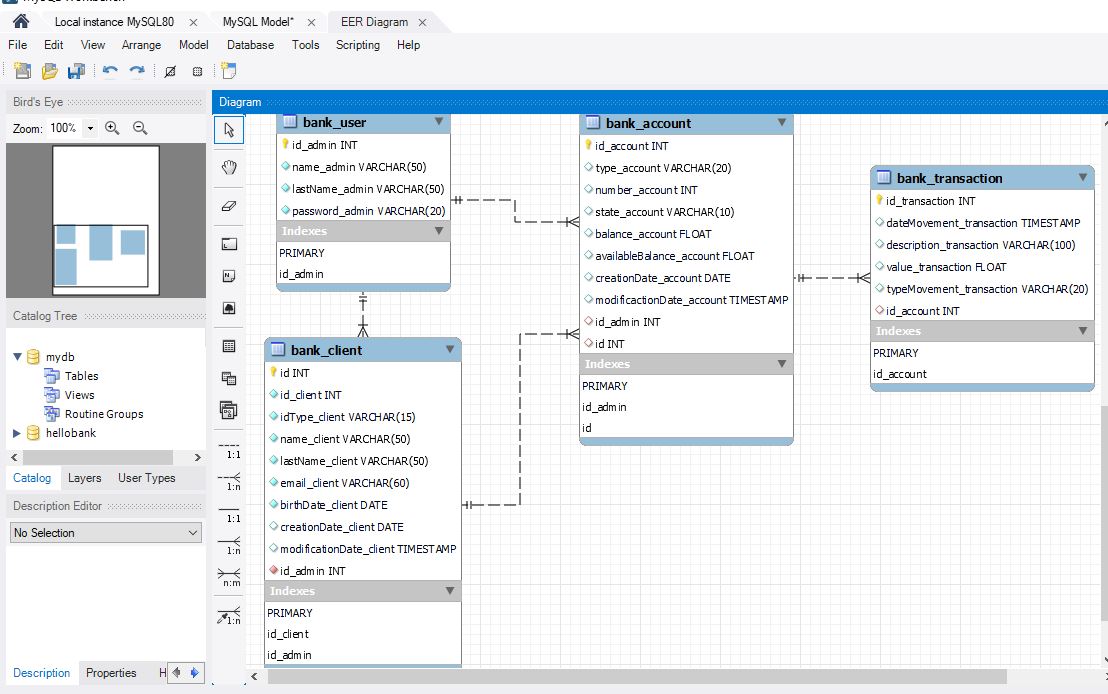 Local instance MySQL80
MySQL Model*
EER Diagram
File Edit View Arrange Model Database Tools Scripting Help
Bird's Eye
Zoom: 100%
Catalog Tree
mydb
Tables
Views
Routine Groups
hellobank
Catalog Layers User Types
Description Editor
No Selection
Description Properties H
Diagram
1:1
1:n
1:1
1:n
n:m
1:n
bank_user
id_admin INT
name_admin VARCHAR(50)
lastName_admin VARCHAR(50)
password_admin VARCHAR(20)
Indexes
PRIMARY
id_admin
bank_client
id INT
id_client INT
idType_client VARCHAR(15)
name_client VARCHAR(50)
lastName_client VARCHAR(50)
email_client VARCHAR(60)
birthDate_client DATE
creationDate_client DATE
modificationDate_client TIMESTAMP
id_admin INT
Indexes
PRIMARY
id_client
id_admin
bank_account
id_account INT
type_account VARCHAR(20)
number_account INT
state_account VARCHAR(10)
balance_account FLOAT
availableBalance_account FLOAT
creationDate_account DATE
modificactionDate_account TIMESTAMP
id_admin INT
id INT
Indexes
PRIMARY
id_admin
id
bank_transaction
id_transaction INT
dateMovement_transaction TIMESTAMP
description_transaction VARCHAR(100)
value_transaction FLOAT
typeMovement_transaction VARCHAR(20)
id_account INT
Indexes
PRIMARY
id_account